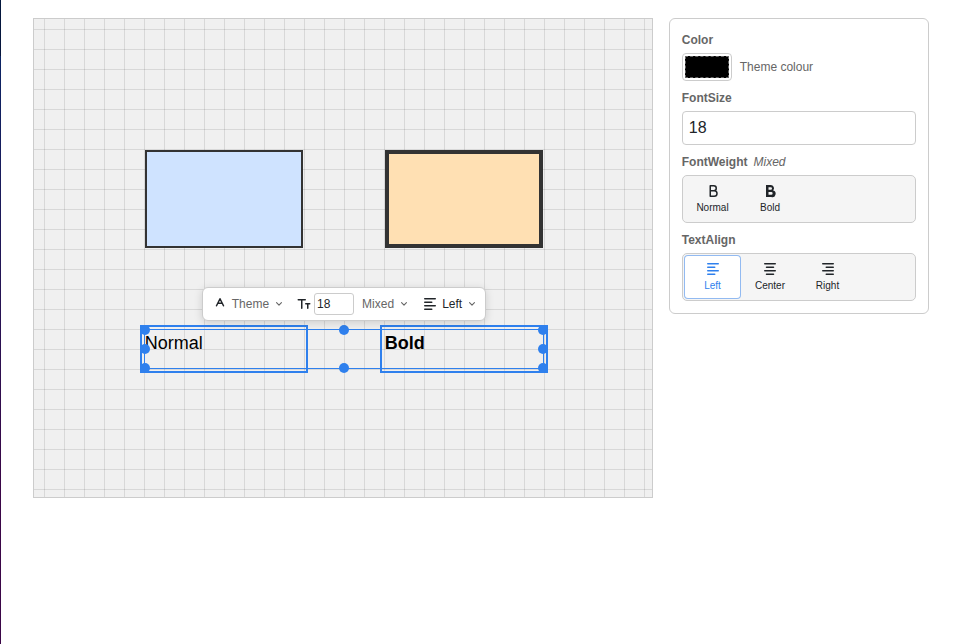 Color
Theme colour
FontSize
18
FontWeight Mixed
Normal Bold
TextAlign
Left Center Right
Theme 18 Mixed Left
Normal Bold